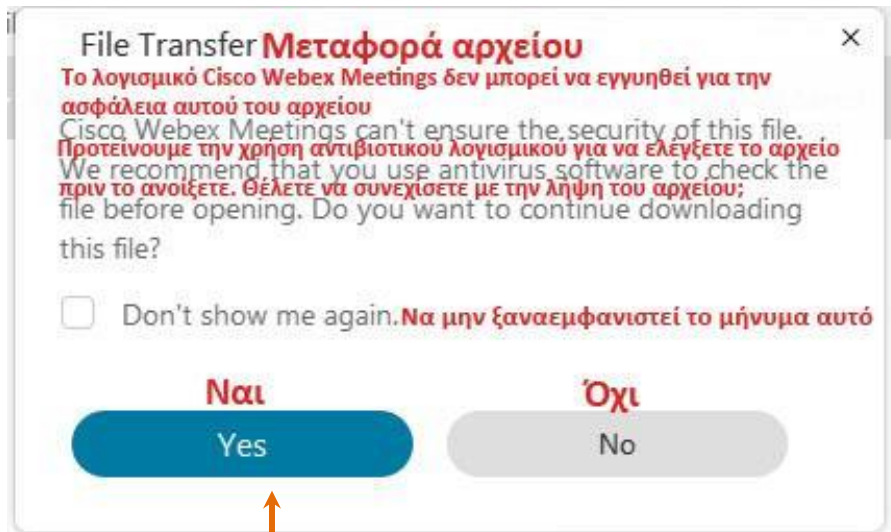 File Transfer Μεταφορά αρχείου
Το λογισμικό Cisco Webex Meetings δεν μπορεί να εγγυηθεί για την
ασφάλεια αυτού του αρχείου
Cisco Webex Meetings can't ensure the security of this file.
Προτείνουμε την χρήση αντιβιοτικού λογισμικού για να ελέγξετε το αρχείο
We recommend that you use antivirus software to check the
πριν το ανοίξετε. Θέλετε να συνεχίσετε με την λήψη του αρχείου;
file before opening. Do you want to continue downloading
this file?
Don't show me again. Να μην ξαναεμφανιστεί το μήνυμα αυτό
Ναι Όχι
Yes No